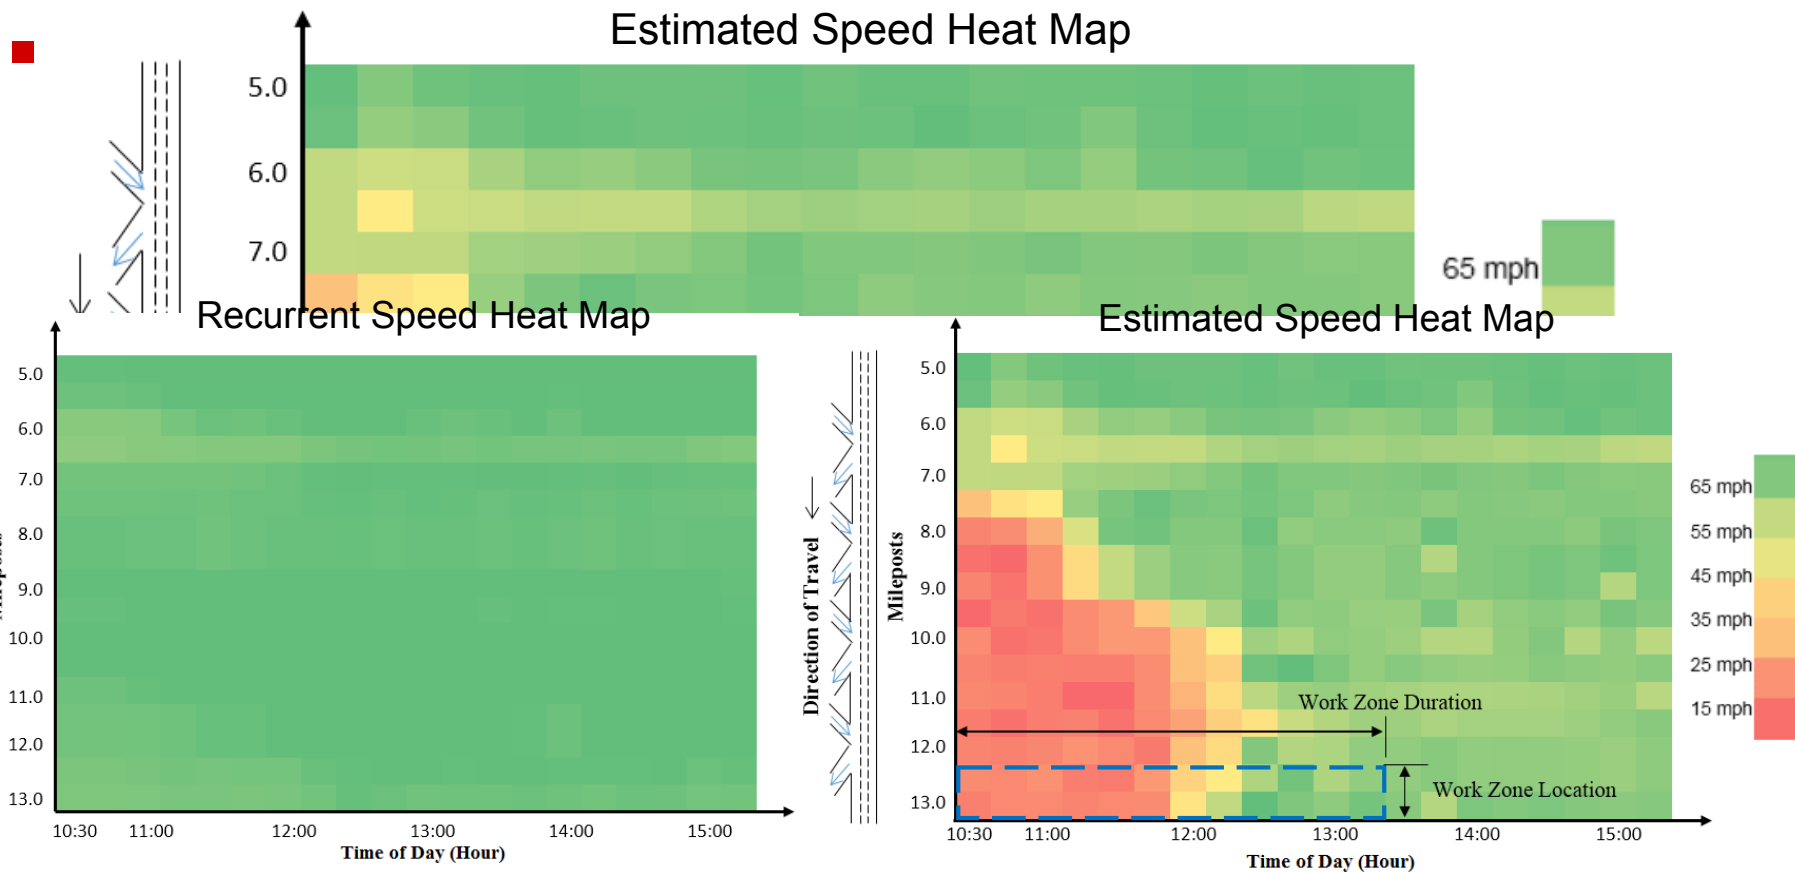 Estimated Speed Heat Map
5.0
6.0
7.0
65 mph
Recurrent Speed Heat Map
5.0
6.0
7.0
8.0
9.0
10.0
11.0
12.0
13.0
10:30 11:00 12:00 13:00 14:00 15:00
Time of Day (Hour)
Direction of Travel
Estimated Speed Heat Map
Mileposts
5.0
6.0
7.0
8.0
9.0
10.0
11.0
12.0
13.0
Work Zone Duration
Work Zone Location
10:30 11:00 12:00 13:00 14:00 15:00
Time of Day (Hour)
65 mph
55 mph
45 mph
35 mph
25 mph
15 mph